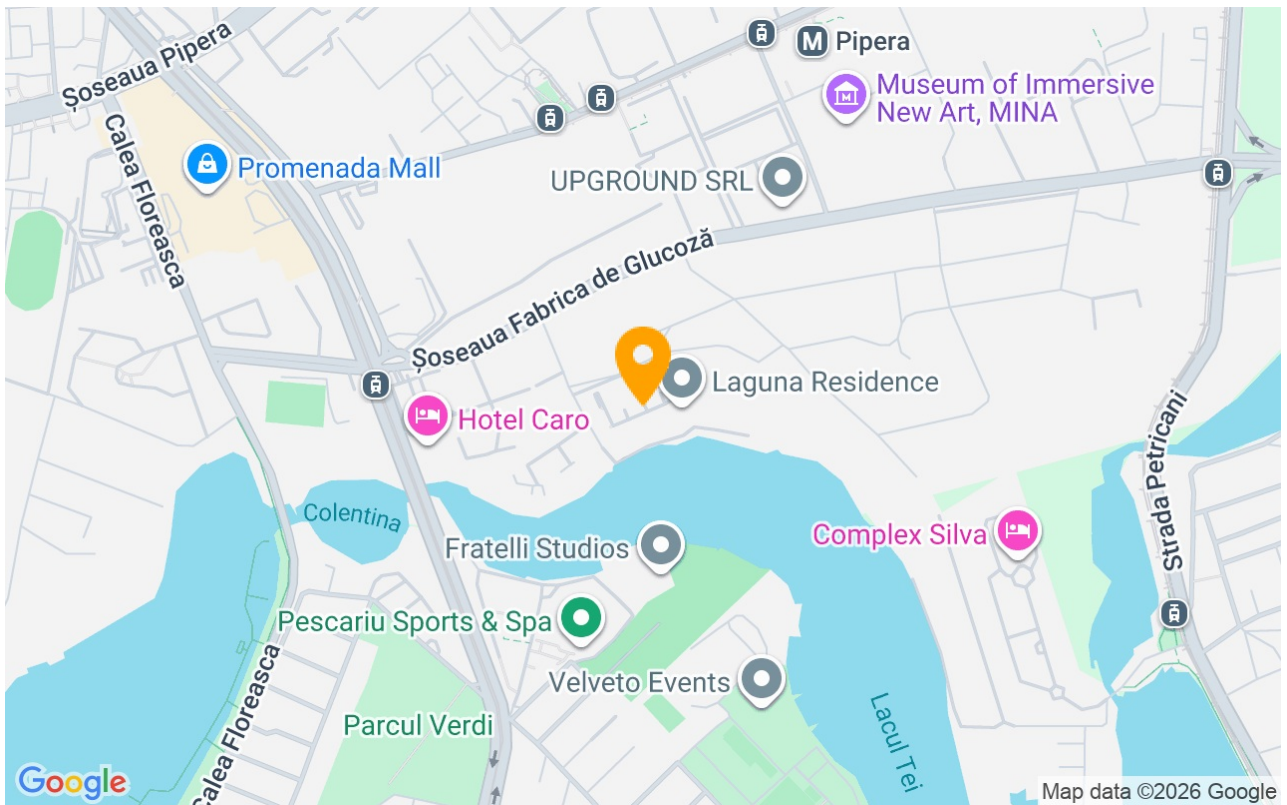 Șoseaua Pipera
M Pipera
Museum of Immersive
New Art, MINA
Calea Floreasca
Promenada Mall
UPGROUND SRL
Șoseaua Fabrica de Glucoză
Laguna Residence
Hotel Caro
Strada Petricani
Colentina
Fratelli Studios
Complex Silva
Pescariu Sports & Spa
Velveto Events
Calea Floreasca
Parcul Verdi
Lacul Tei
Google
Map data ©2026 Google